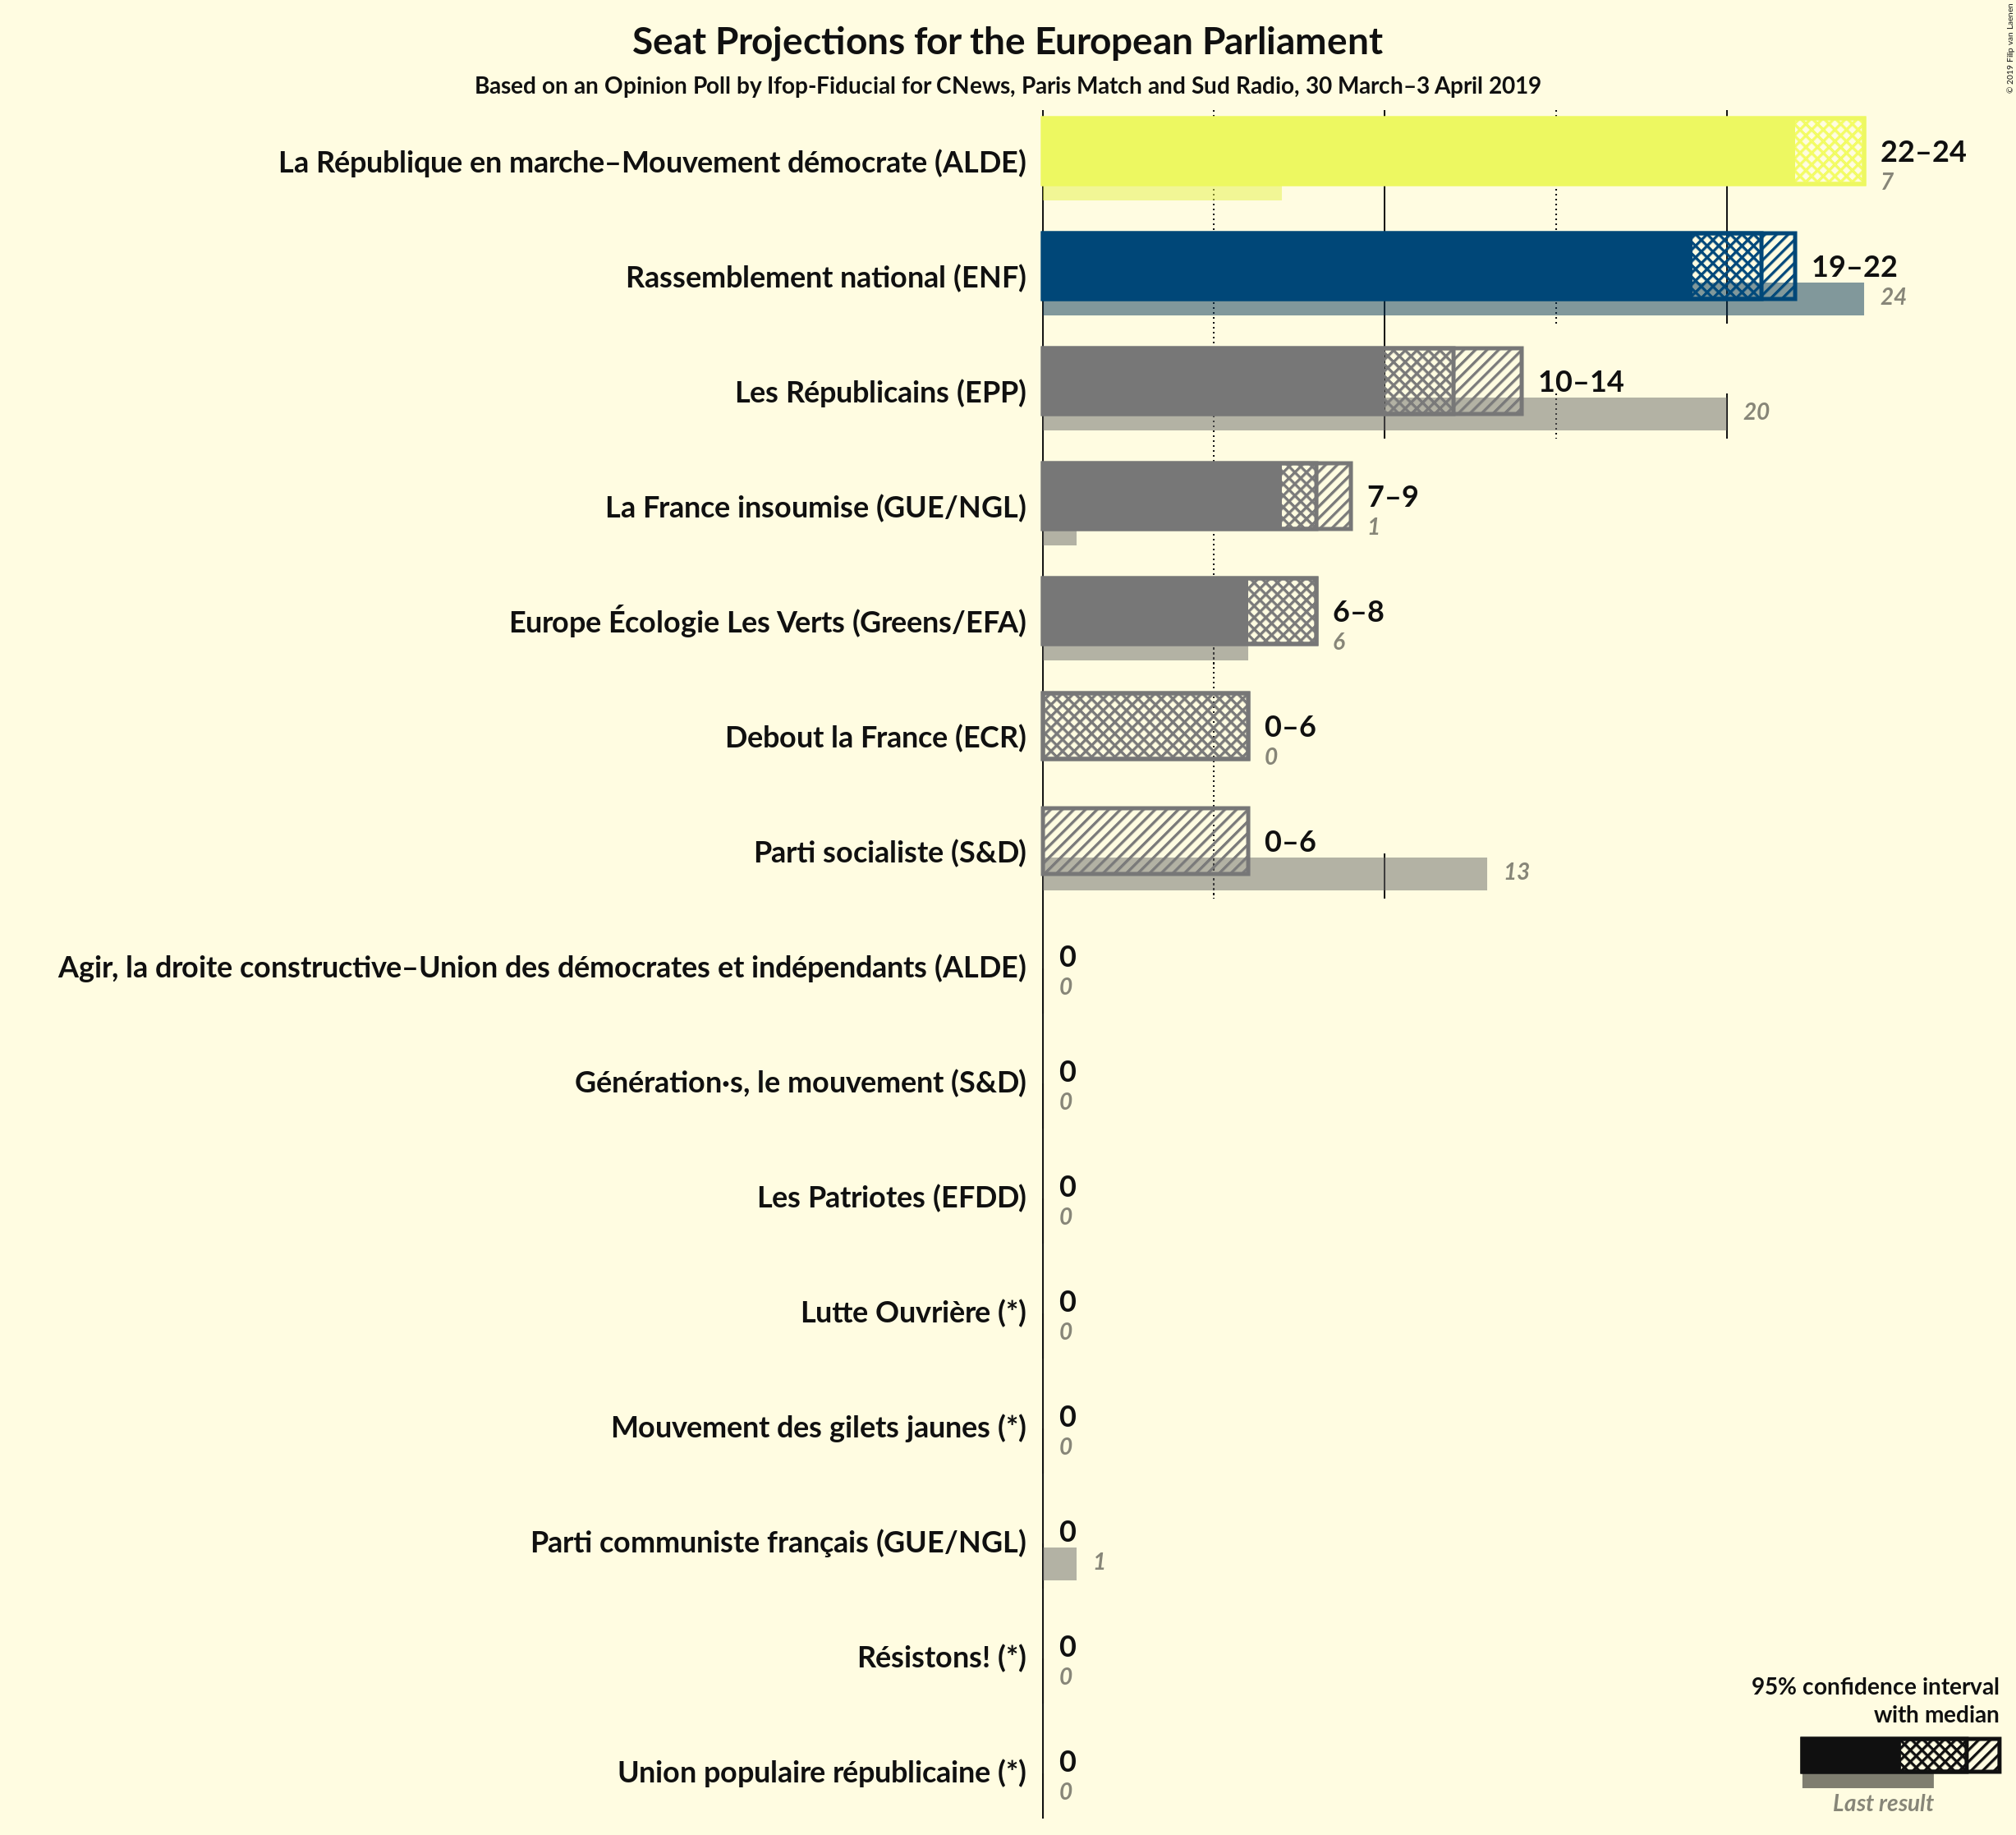 Seat Projections for the European Parliament
Based on an Opinion Poll by Ifop-Fiducial for CNews, Paris Match and Sud Radio, 30 March–3 April 2019
© 2019 Filip van Laenen
La République en marche–Mouvement démocrate (ALDE)
22–24
7
Rassemblement national (ENF)
19–22
24
Les Républicains (EPP)
10–14
20
La France insoumise (GUE/NGL)
7–9
1
Europe Écologie Les Verts (Greens/EFA)
6–8
6
Debout la France (ECR)
0–6
0
Parti socialiste (S&D)
0–6
13
Agir, la droite constructive–Union des démocrates et indépendants (ALDE)
0
0
Génération·s, le mouvement (S&D)
0
0
Les Patriotes (EFDD)
0
0
Lutte Ouvrière (*)
0
0
Mouvement des gilets jaunes (*)
0
0
Parti communiste français (GUE/NGL)
0
1
Résistons! (*)
0
0
Union populaire républicaine (*)
0
0
95% confidence interval
with median
Last result